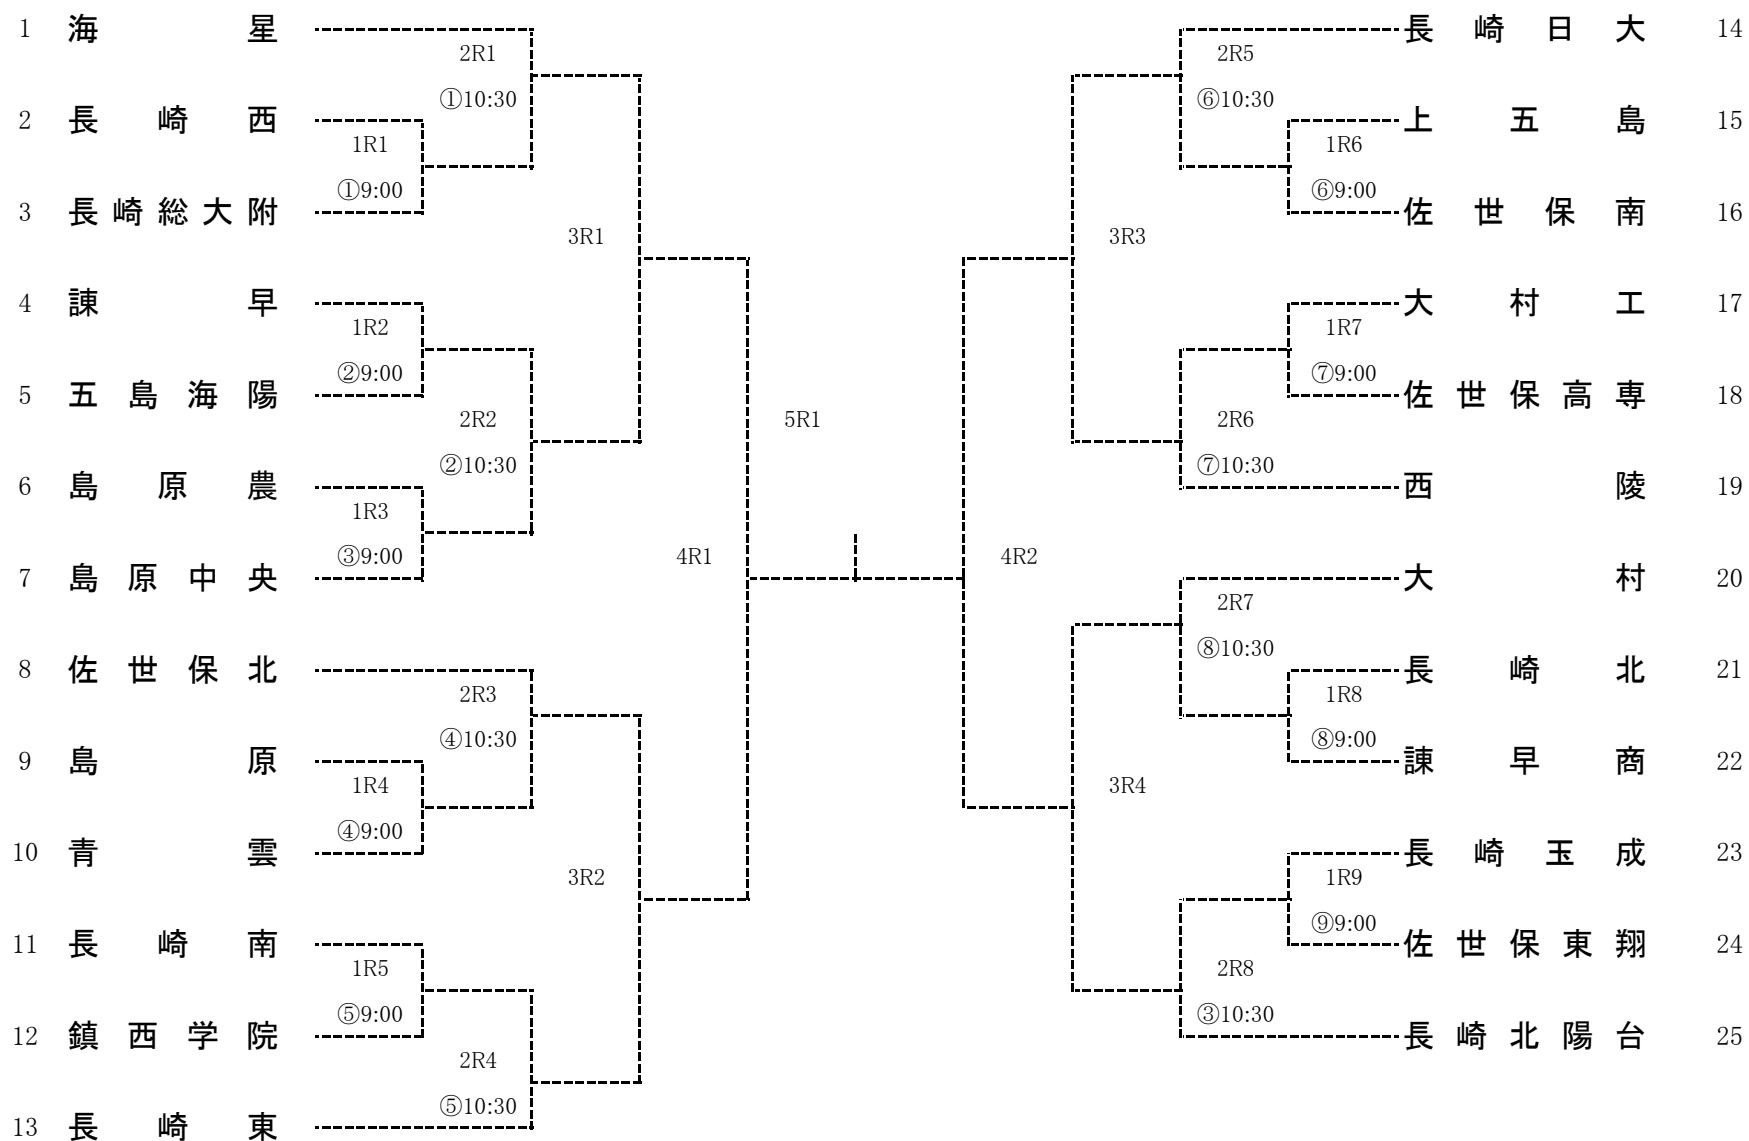 1 海星
2R1
①10:30
2 長崎西
1R1
①9:00
3 長崎総大附
3R1
4 諫早
1R2
②9:00
5 五島海陽
2R2
②10:30
6 島原農
1R3
③9:00
7 島原中央
4R1
8 佐世保北
2R3
④10:30
9 島原
1R4
④9:00
10 青雲
3R2
11 長崎南
1R5
⑤9:00
12 鎮西学院
2R4
⑤10:30
13 長崎東
5R1
長崎日大 14
2R5
⑥10:30
上五島 15
1R6
⑥9:00
佐世保南 16
3R3
大村工 17
1R7
⑦9:00
佐世保高専 18
2R6
⑦10:30
西陵 19
4R2
大村 20
2R7
⑧10:30
長崎北 21
1R8
⑧9:00
諫早商 22
3R4
長崎玉成 23
1R9
⑨9:00
佐世保東翔 24
2R8
③10:30
長崎北陽台 25